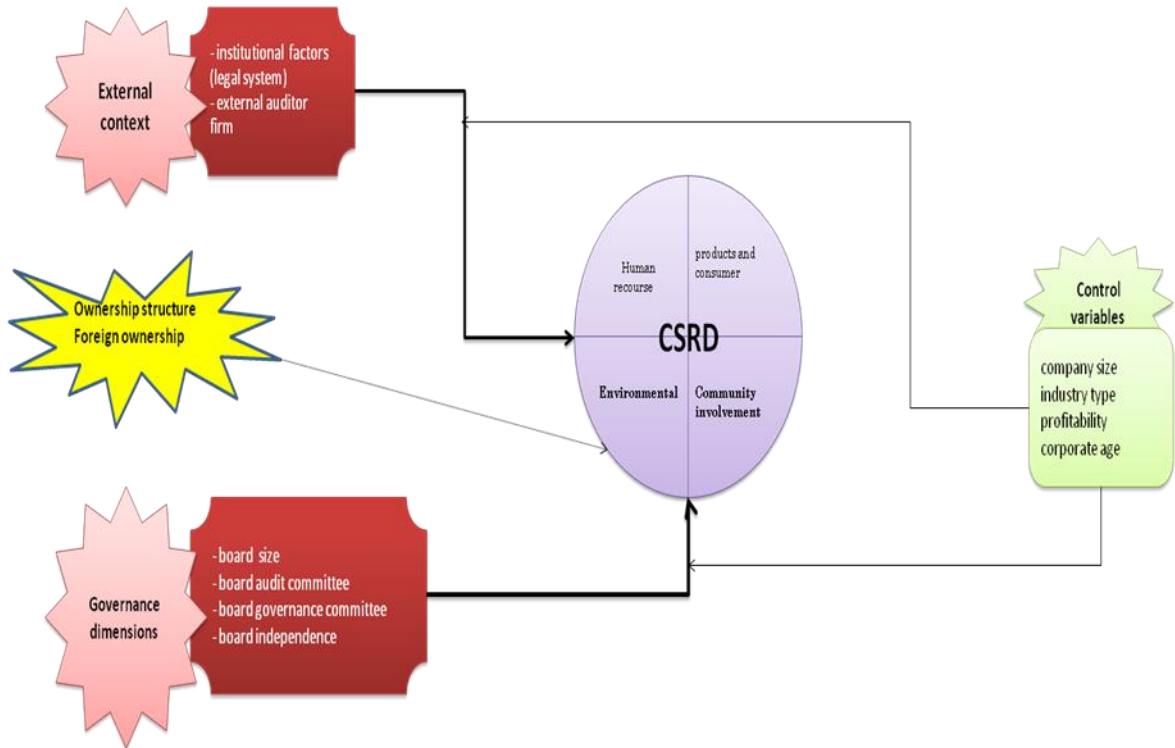 External
context
- institutional factors
(legal system)
- external auditor
firm
Ownership structure
Foreign ownership
Governance
dimensions
- board size
- board audit committee
- board governance committee
- board independence
Human
recourse
products and
consumer
CSRD
Environmental
Community
involvement
Control
variables
company size
industry type
profitability
corporate age